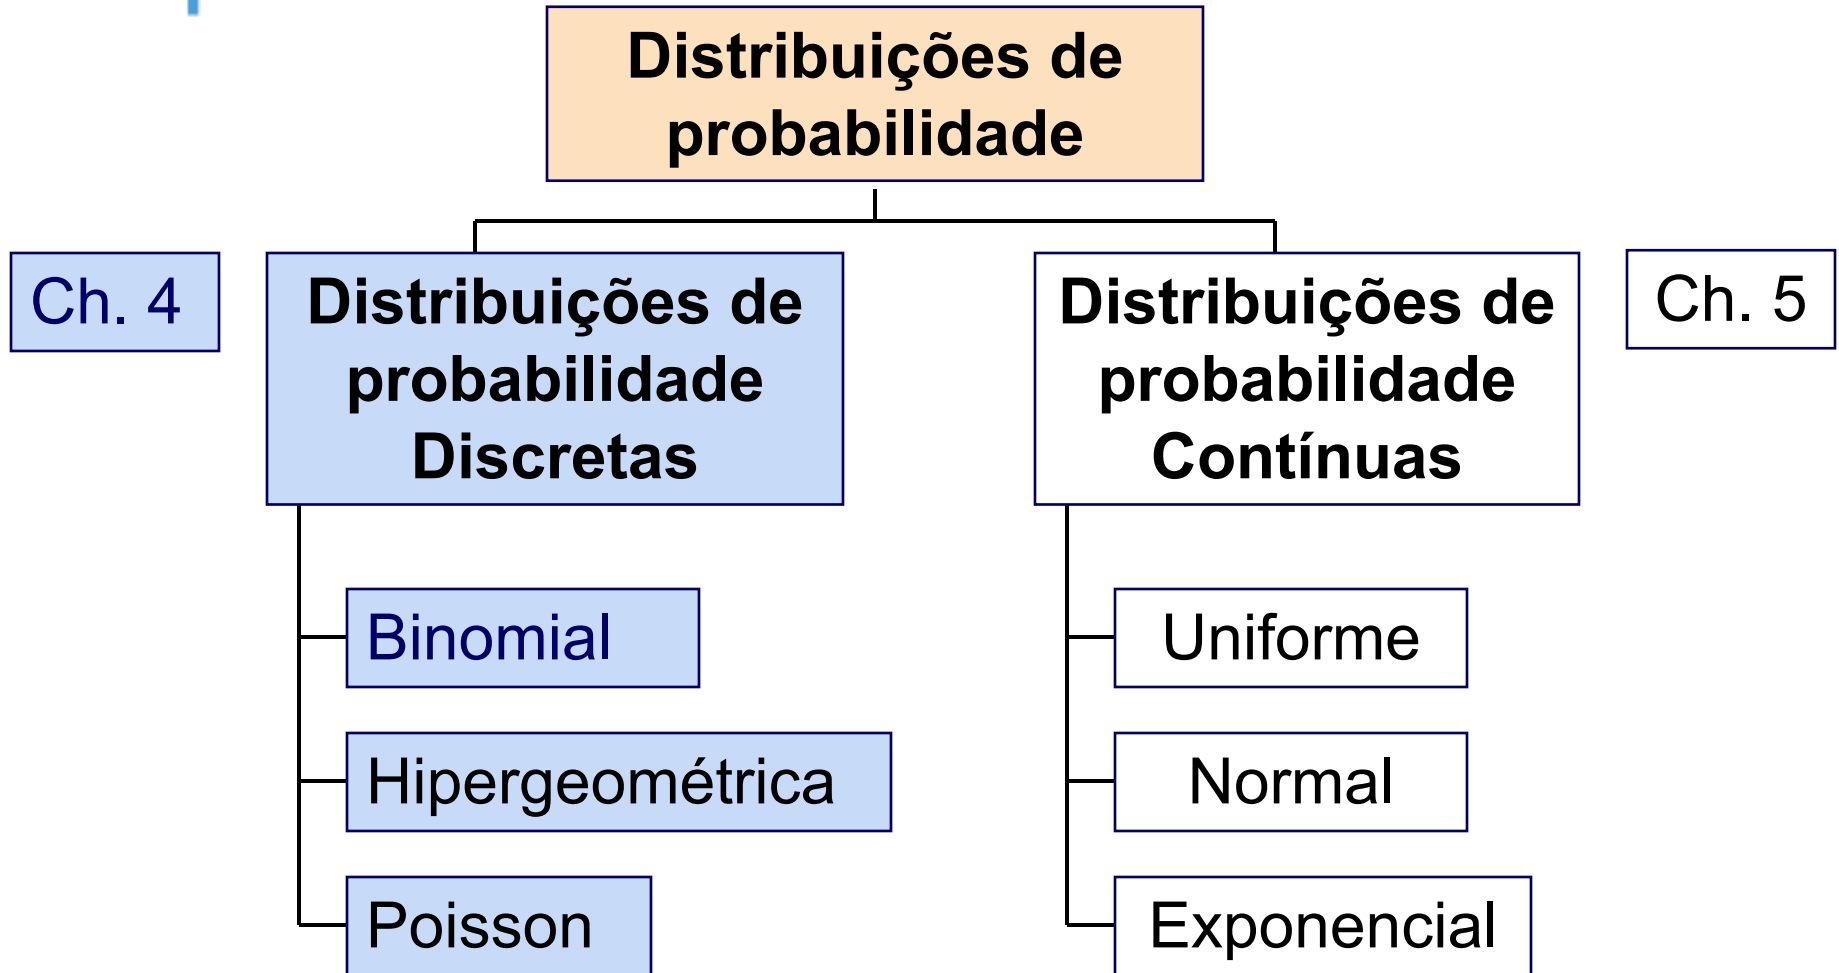 Distribuições de
probabilidade
Ch. 4
Distribuições de
probabilidade
Discretas
Distribuições de
probabilidade
Contínuas
Ch. 5
Binomial
Hipergeométrica
Poisson
Uniforme
Normal
Exponencial